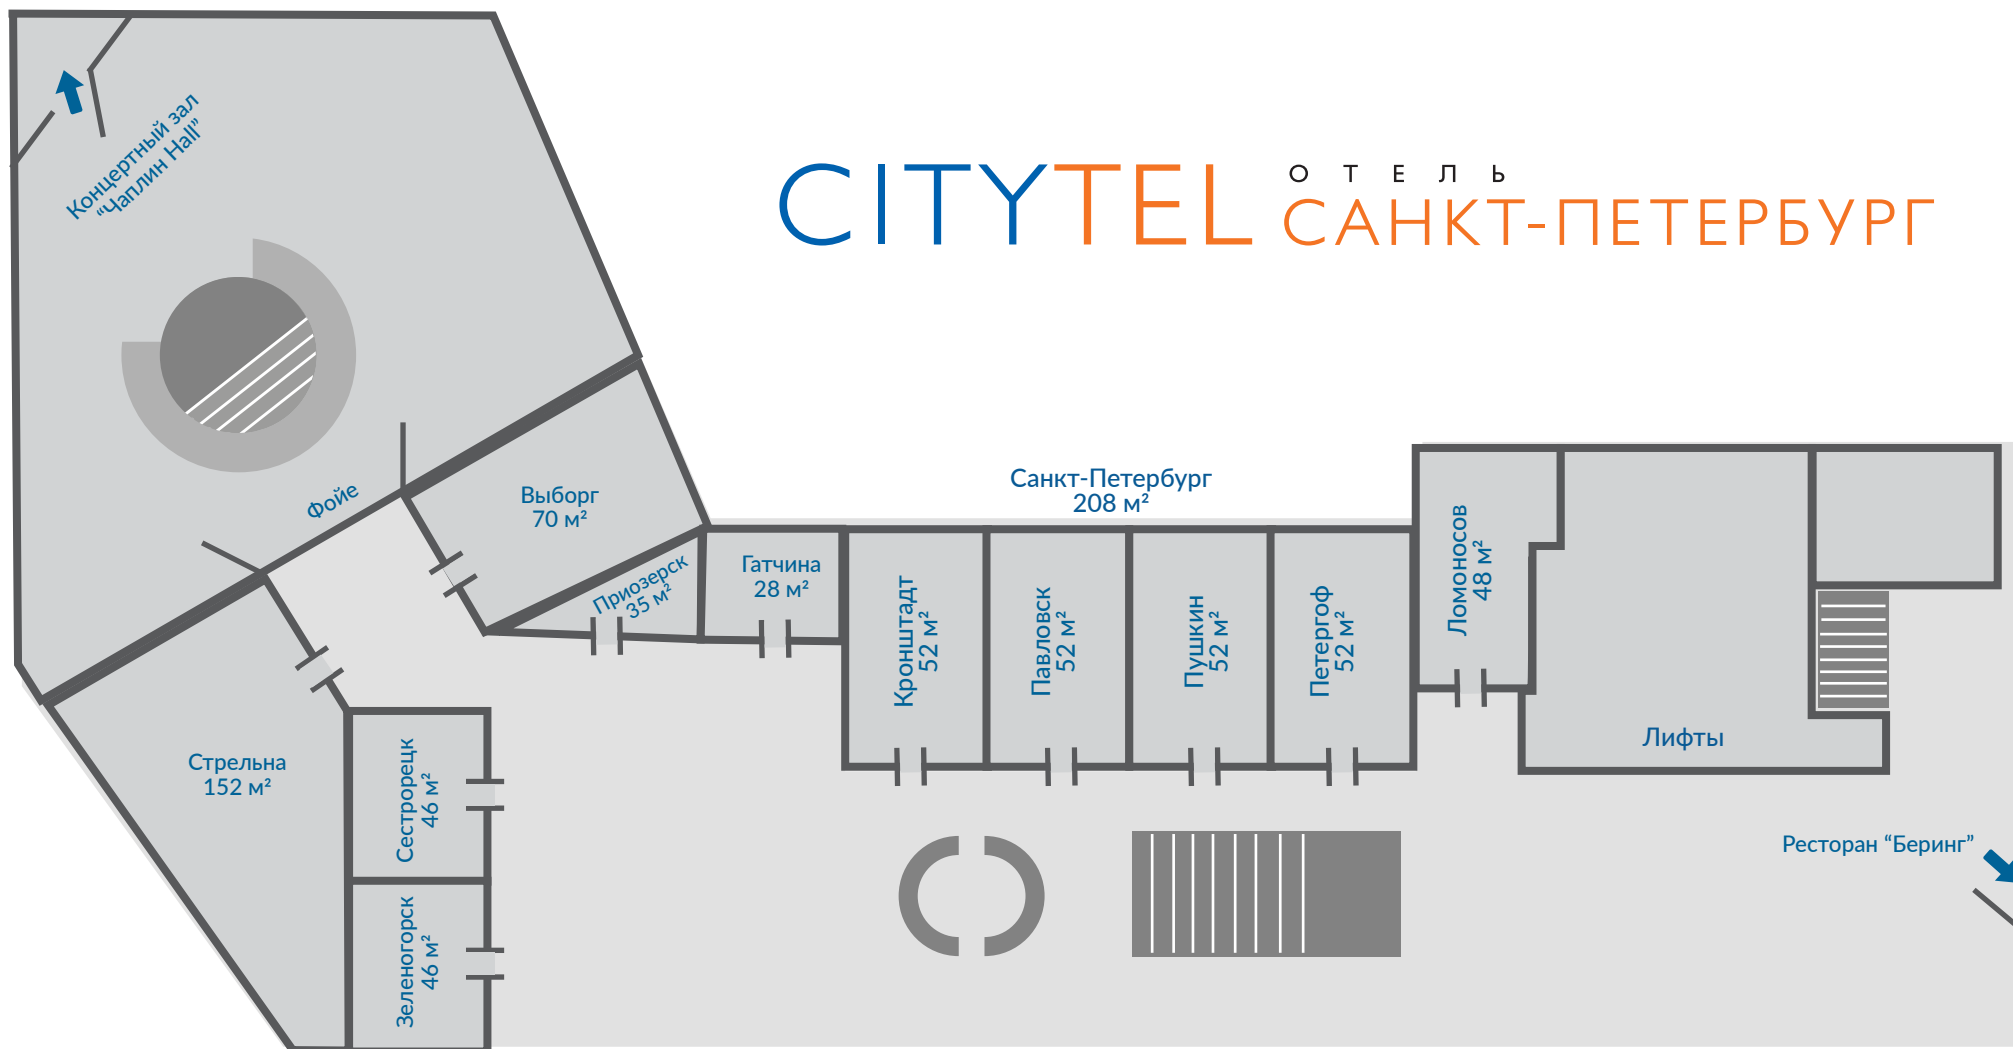 Концертный зал
“Чаплин Hall”
CITYTEL
ОТЕЛЬ
САНКТ-ПЕТЕРБУРГ
Фойе
Выборг
70 м²
Приозерск
35 м²
Гатчина
28 м²
Санкт-Петербург
208 м²
Кронштадт
52 м²
Павловск
52 м²
Пушкин
52 м²
Петергоф
52 м²
Ломоносов
48 м²
Лифты
Стрельна
152 м²
Сестрорецк
46 м²
Зеленогорск
46 м²
Ресторан “Беринг”